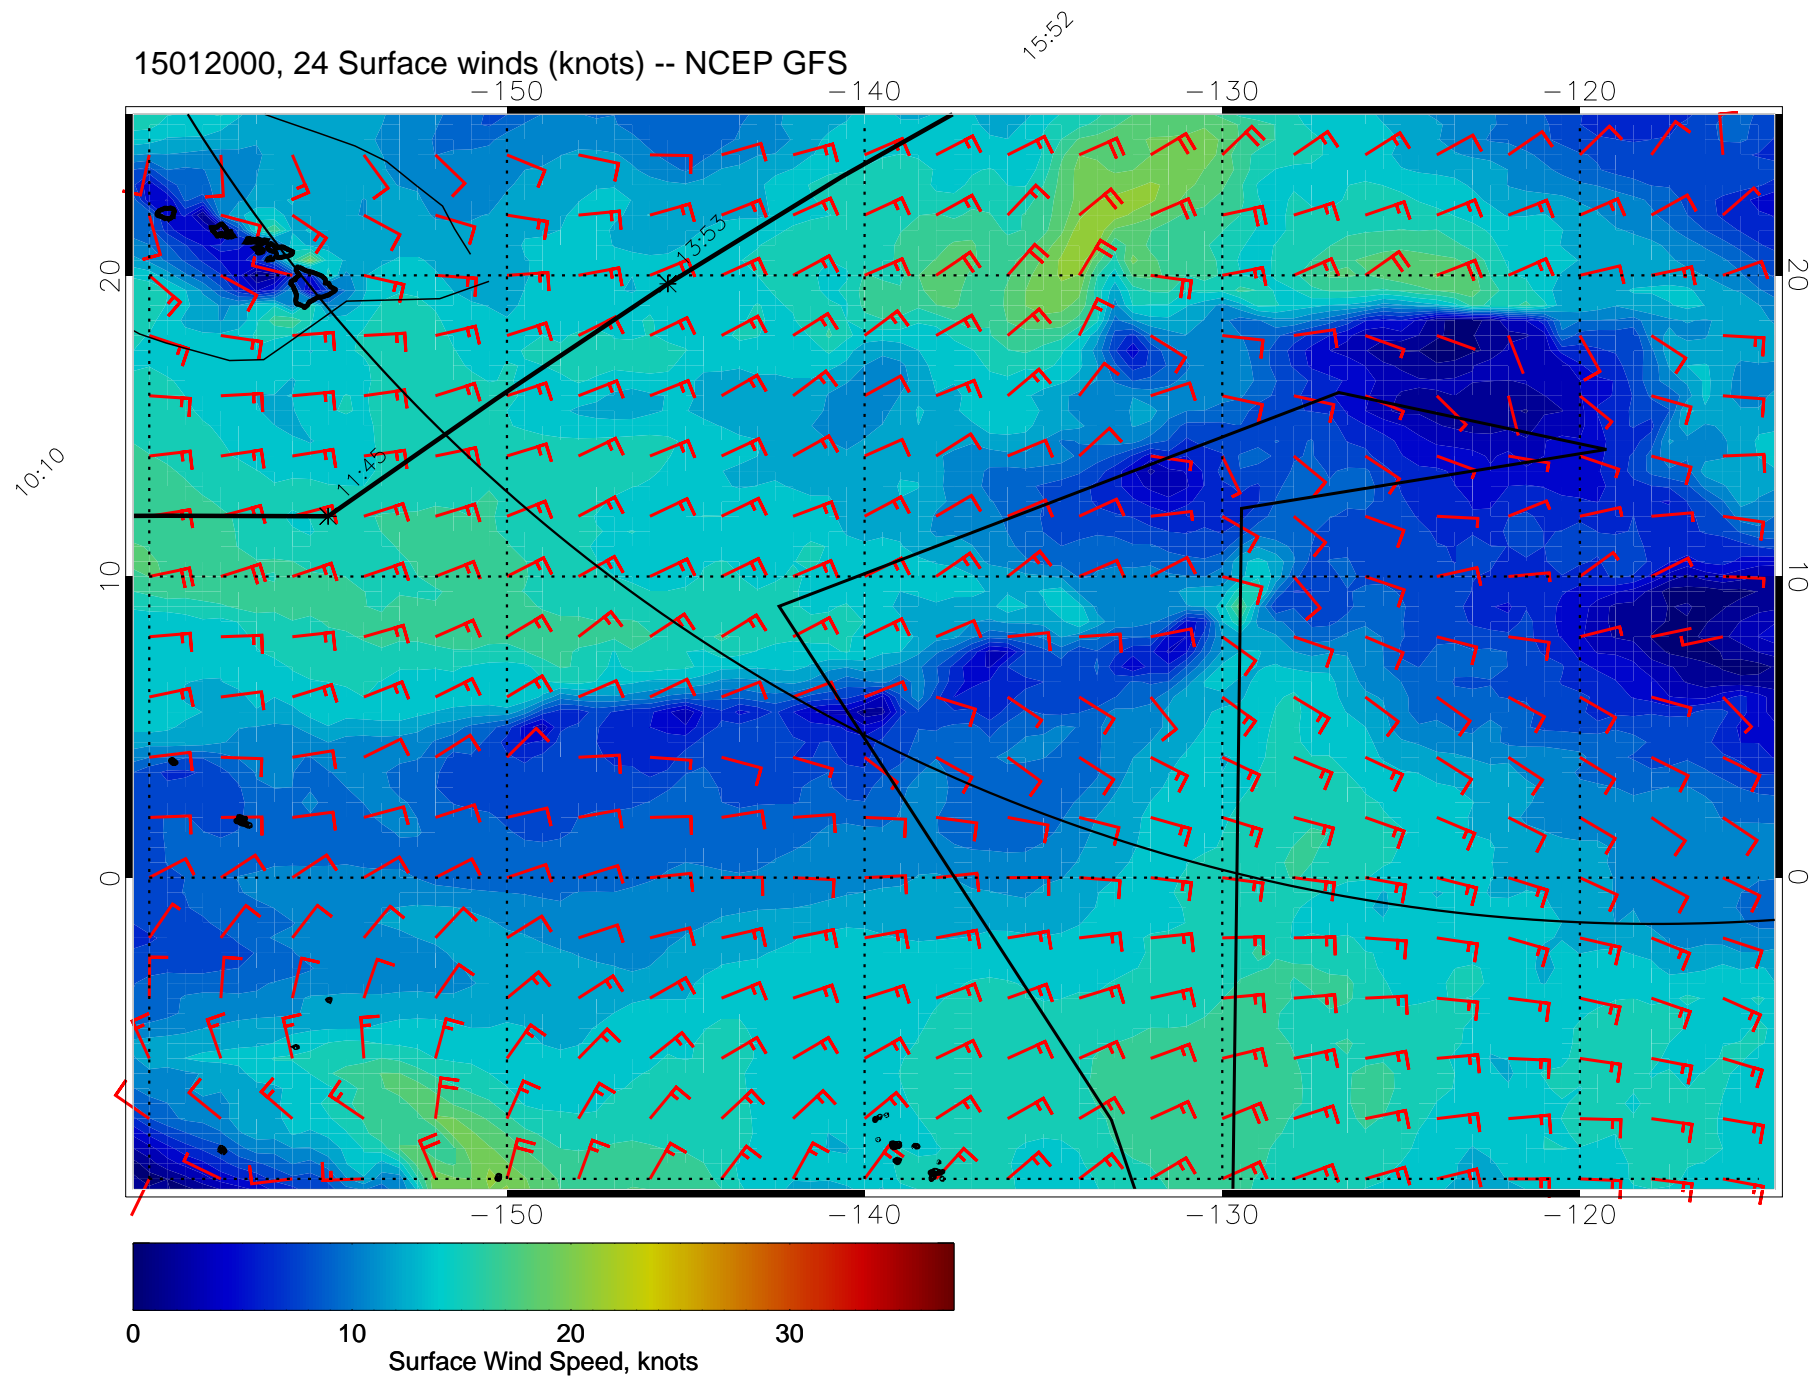 15:52
15012000, 24 Surface winds (knots) -- NCEP GFS
-150 -140 -130 -120
13:53
20 20
11:45
10:10
10 10
0 0
-150 -140 -130 -120
0 10 20 30
Surface Wind Speed, knots